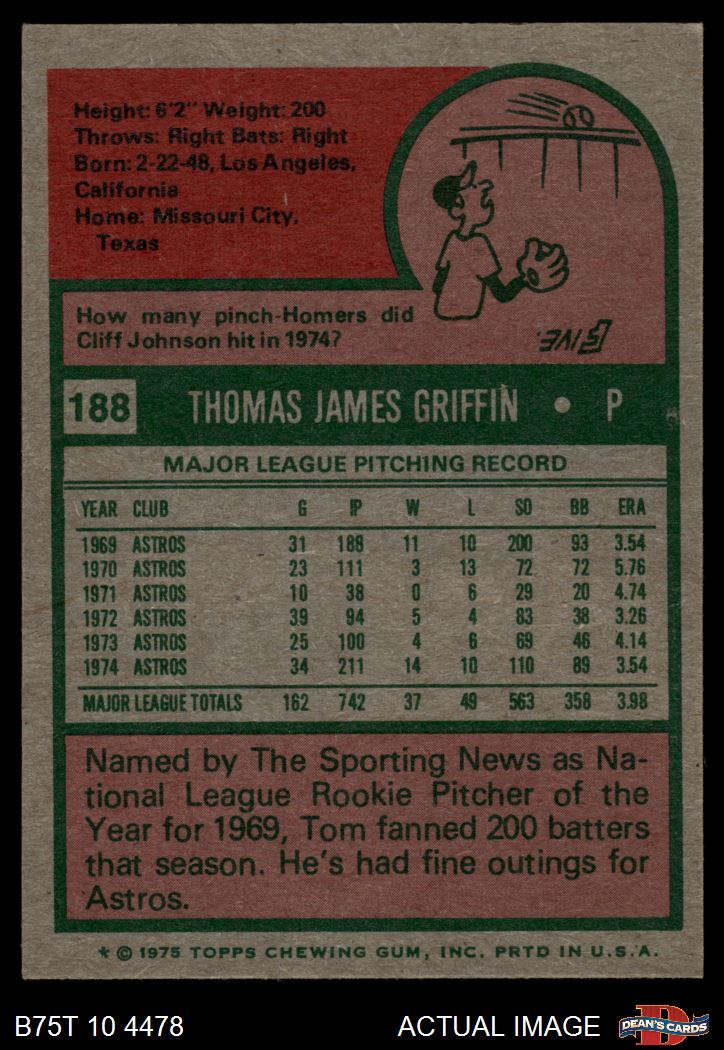 Height: 6'2" Weight: 200
Throws: Right Bats: Right
Born: 2-22-48, Los Angeles,
California
Home: Missouri City,
Texas
How many pinch-Homers did
Cliff Johnson hit in 1974?
FIVE.
188 THOMAS JAMES GRIFFIN • P
MAJOR LEAGUE PITCHING RECORD
YEAR CLUB G IP W L SO BB ERA
1969 ASTROS 31 188 11 10 200 93 3.54
1970 ASTROS 23 111 3 13 72 72 5.76
1971 ASTROS 10 38 0 6 29 20 4.74
1972 ASTROS 39 94 5 4 83 38 3.26
1973 ASTROS 25 100 4 6 69 46 4.14
1974 ASTROS 34 211 14 10 110 89 3.54
MAJOR LEAGUE TOTALS 162 742 37 49 563 358 3.98
Named by The Sporting News as Na-
tional League Rookie Pitcher of the
Year for 1969, Tom fanned 200 batters
that season. He's had fine outings for
Astros.
* © 1975 TOPPS CHEWING GUM, INC. PRTD IN U.S.A.
B75T 10 4478 ACTUAL IMAGE
D
DEAN'S CARDS